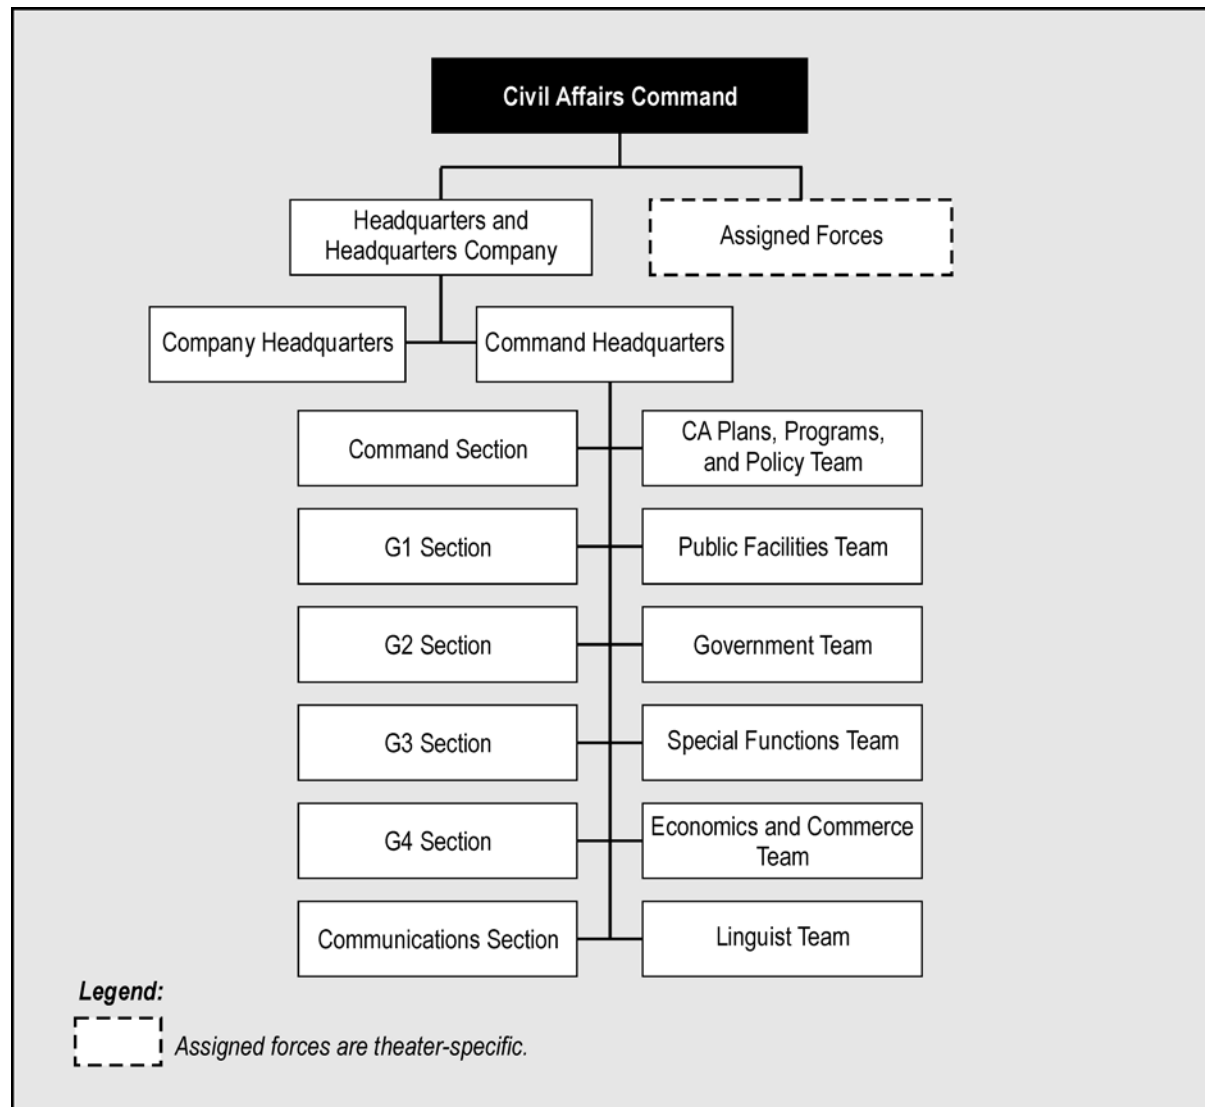 Civil Affairs Command
Headquarters and
Headquarters Company
Assigned Forces
Company Headquarters
Command Headquarters
Command Section
CA Plans, Programs,
and Policy Team
G1 Section
Public Facilities Team
G2 Section
Government Team
G3 Section
Special Functions Team
G4 Section
Economics and Commerce
Team
Communications Section
Linguist Team
Legend:
Assigned forces are theater-specific.